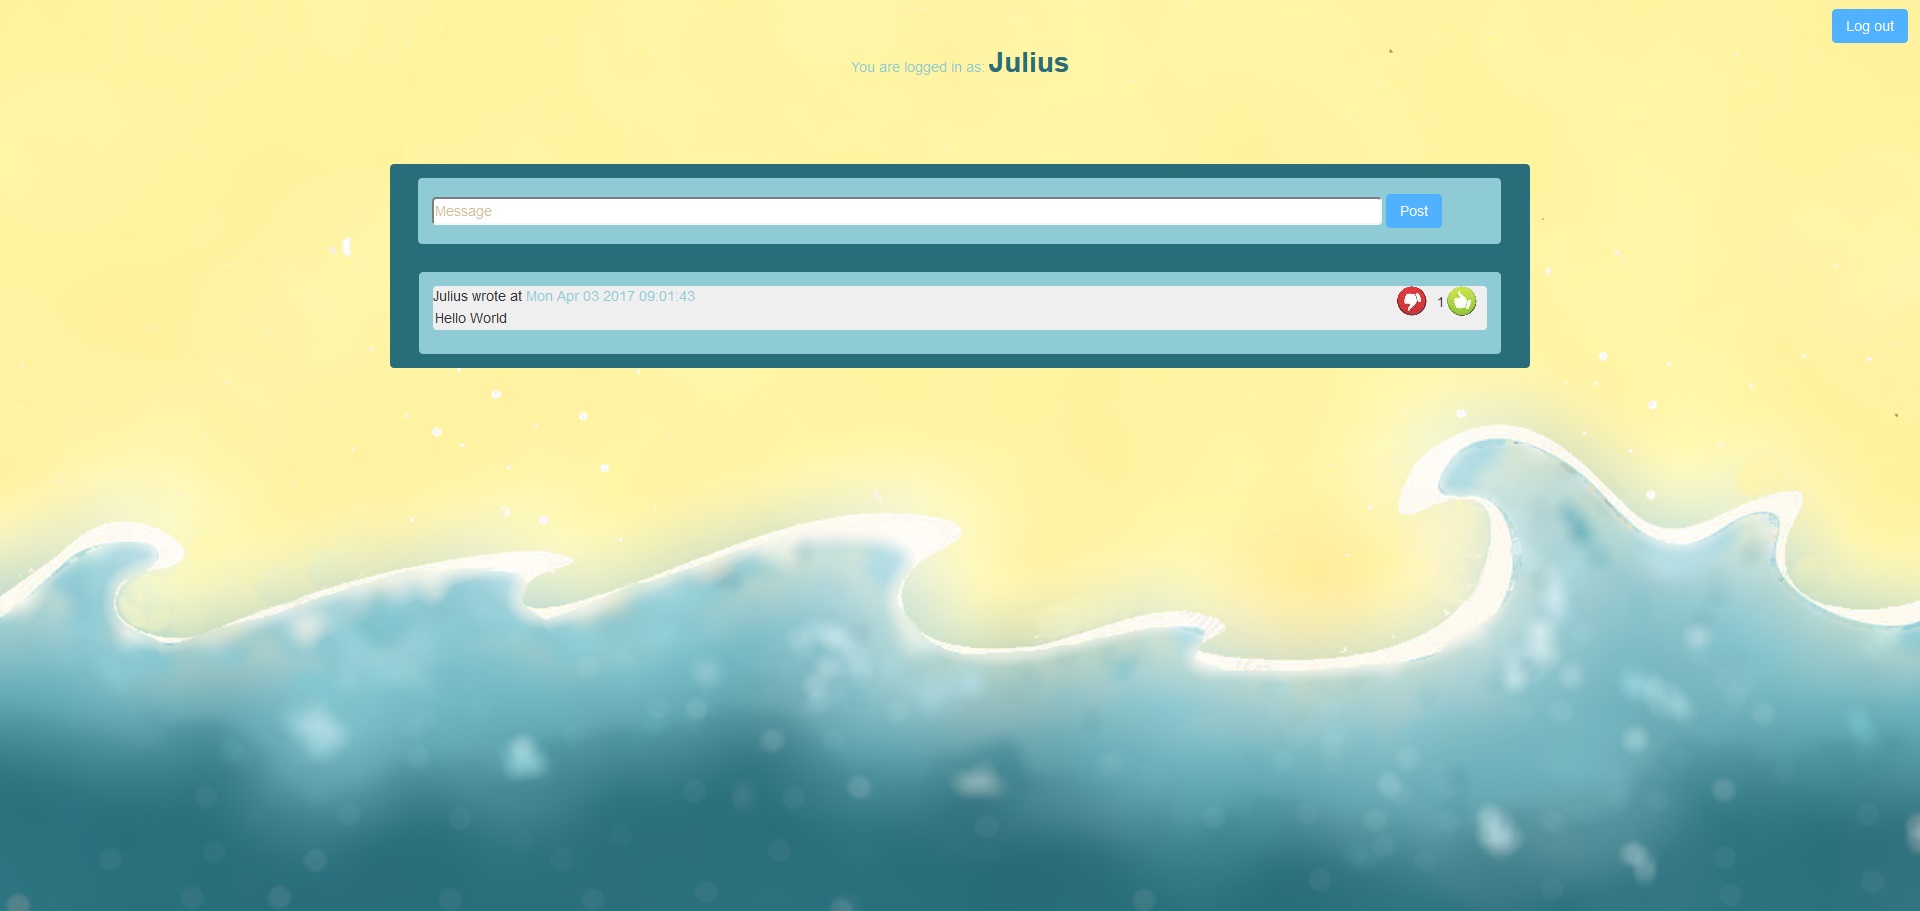 Log out
You are logged in as: Julius
Message
Post
Julius wrote at Mon Apr 03 2017 09:01:43
1
Hello World